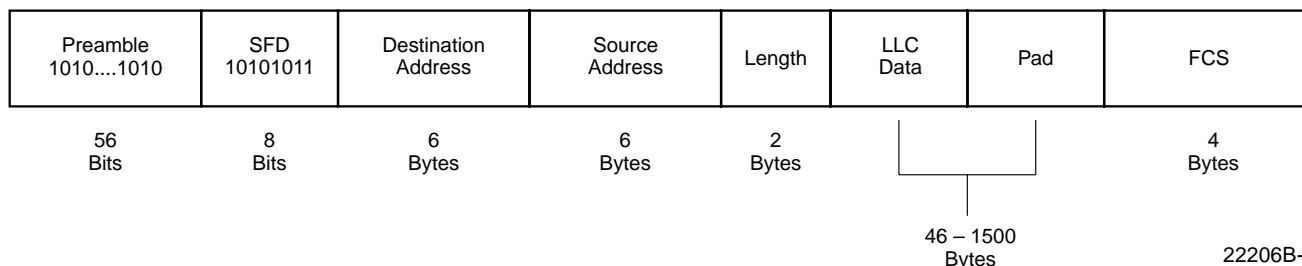 Preamble
1010....1010
SFD
10101011
Destination
Address
Source
Address
Length
LLC
Data
Pad
FCS
56
Bits
8
Bits
6
Bytes
6
Bytes
2
Bytes
4
Bytes
46 – 1500
Bytes
22206B-